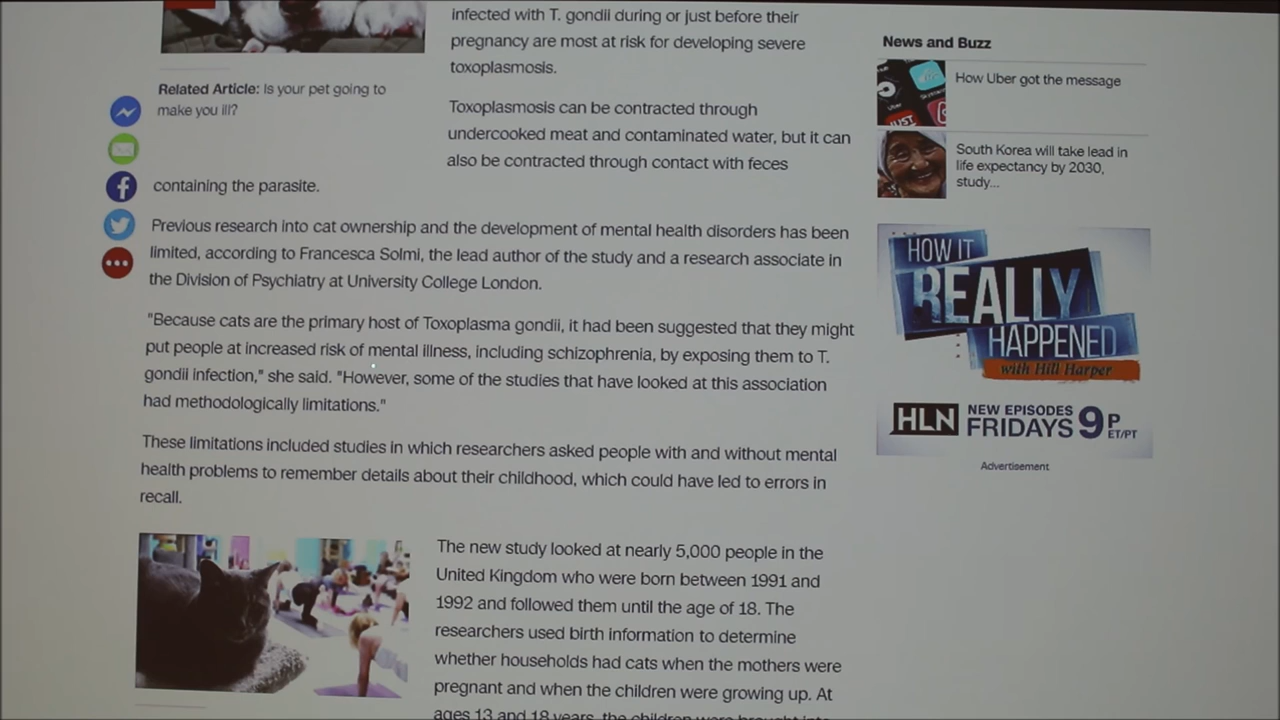 infected with T. gondii during or just before their
pregnancy are most at risk for developing severe
toxoplasmosis.
Related Article: Is your pet going to
make you ill?
Toxoplasmosis can be contracted through
undercooked meat and contaminated water, but it can
also be contracted through contact with feces
containing the parasite.
Previous research into cat ownership and the development of mental health disorders has been
limited, according to Francesca Solmi, the lead author of the study and a research associate in
the Division of Psychiatry at University College London.
"Because cats are the primary host of Toxoplasma gondii, it had been suggested that they might
put people at increased risk of mental illness, including schizophrenia, by exposing them to T.
gondii infection," she said. "However, some of the studies that have looked at this association
had methodologically limitations."
These limitations included studies in which researchers asked people with and without mental
health problems to remember details about their childhood, which could have led to errors in
recall.
The new study looked at nearly 5,000 people in the
United Kingdom who were born between 1991 and
1992 and followed them until the age of 18. The
researchers used birth information to determine
whether households had cats when the mothers were
pregnant and when the children were growing up. At
ages 13 and 18 years, the children were brought into
News and Buzz
How Uber got the message
Uber
JUST
South Korea will take lead in
life expectancy by 2030,
study...
HOW IT
REALLY
HAPPENED
with Hill Harper
HLN
NEW EPISODES
FRIDAYS 9P
ET/PT
Advertisement